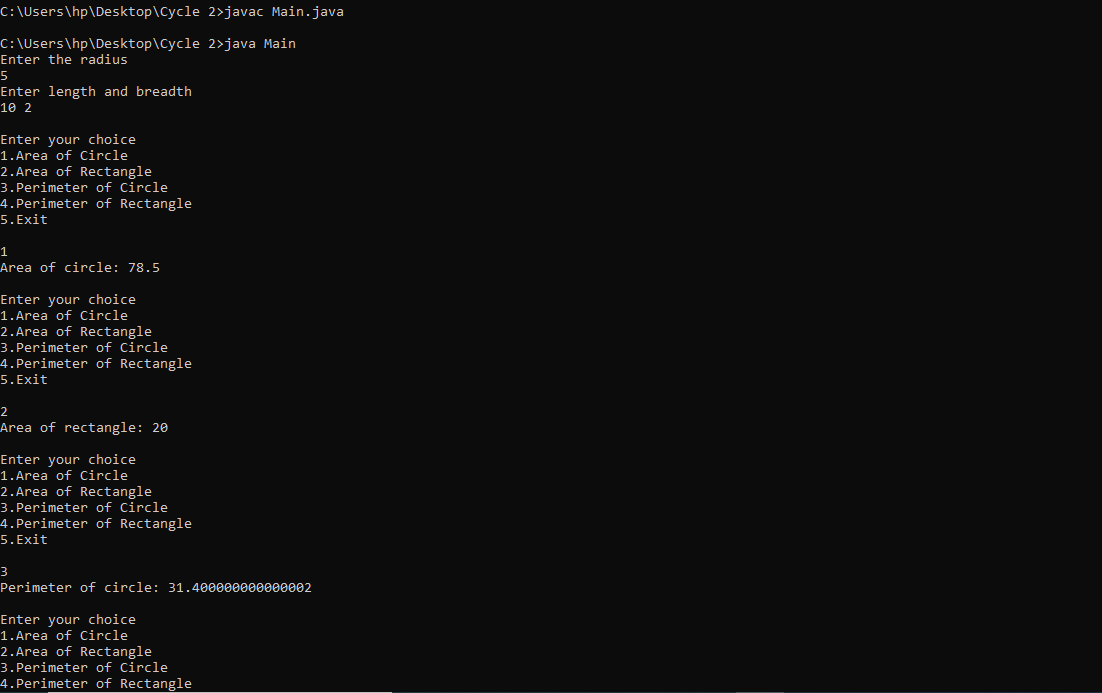 C:\Users\hp\Desktop\Cycle 2>javac Main.java
C:\Users\hp\Desktop\Cycle 2>java Main
Enter the radius
5
Enter length and breadth
10 2
Enter your choice
1.Area of Circle
2.Area of Rectangle
3.Perimeter of Circle
4.Perimeter of Rectangle
5.Exit
1
Area of circle: 78.5
Enter your choice
1.Area of Circle
2.Area of Rectangle
3.Perimeter of Circle
4.Perimeter of Rectangle
5.Exit
2
Area of rectangle: 20
Enter your choice
1.Area of Circle
2.Area of Rectangle
3.Perimeter of Circle
4.Perimeter of Rectangle
5.Exit
3
Perimeter of circle: 31.400000000000002
Enter your choice
1.Area of Circle
2.Area of Rectangle
3.Perimeter of Circle
4.Perimeter of Rectangle